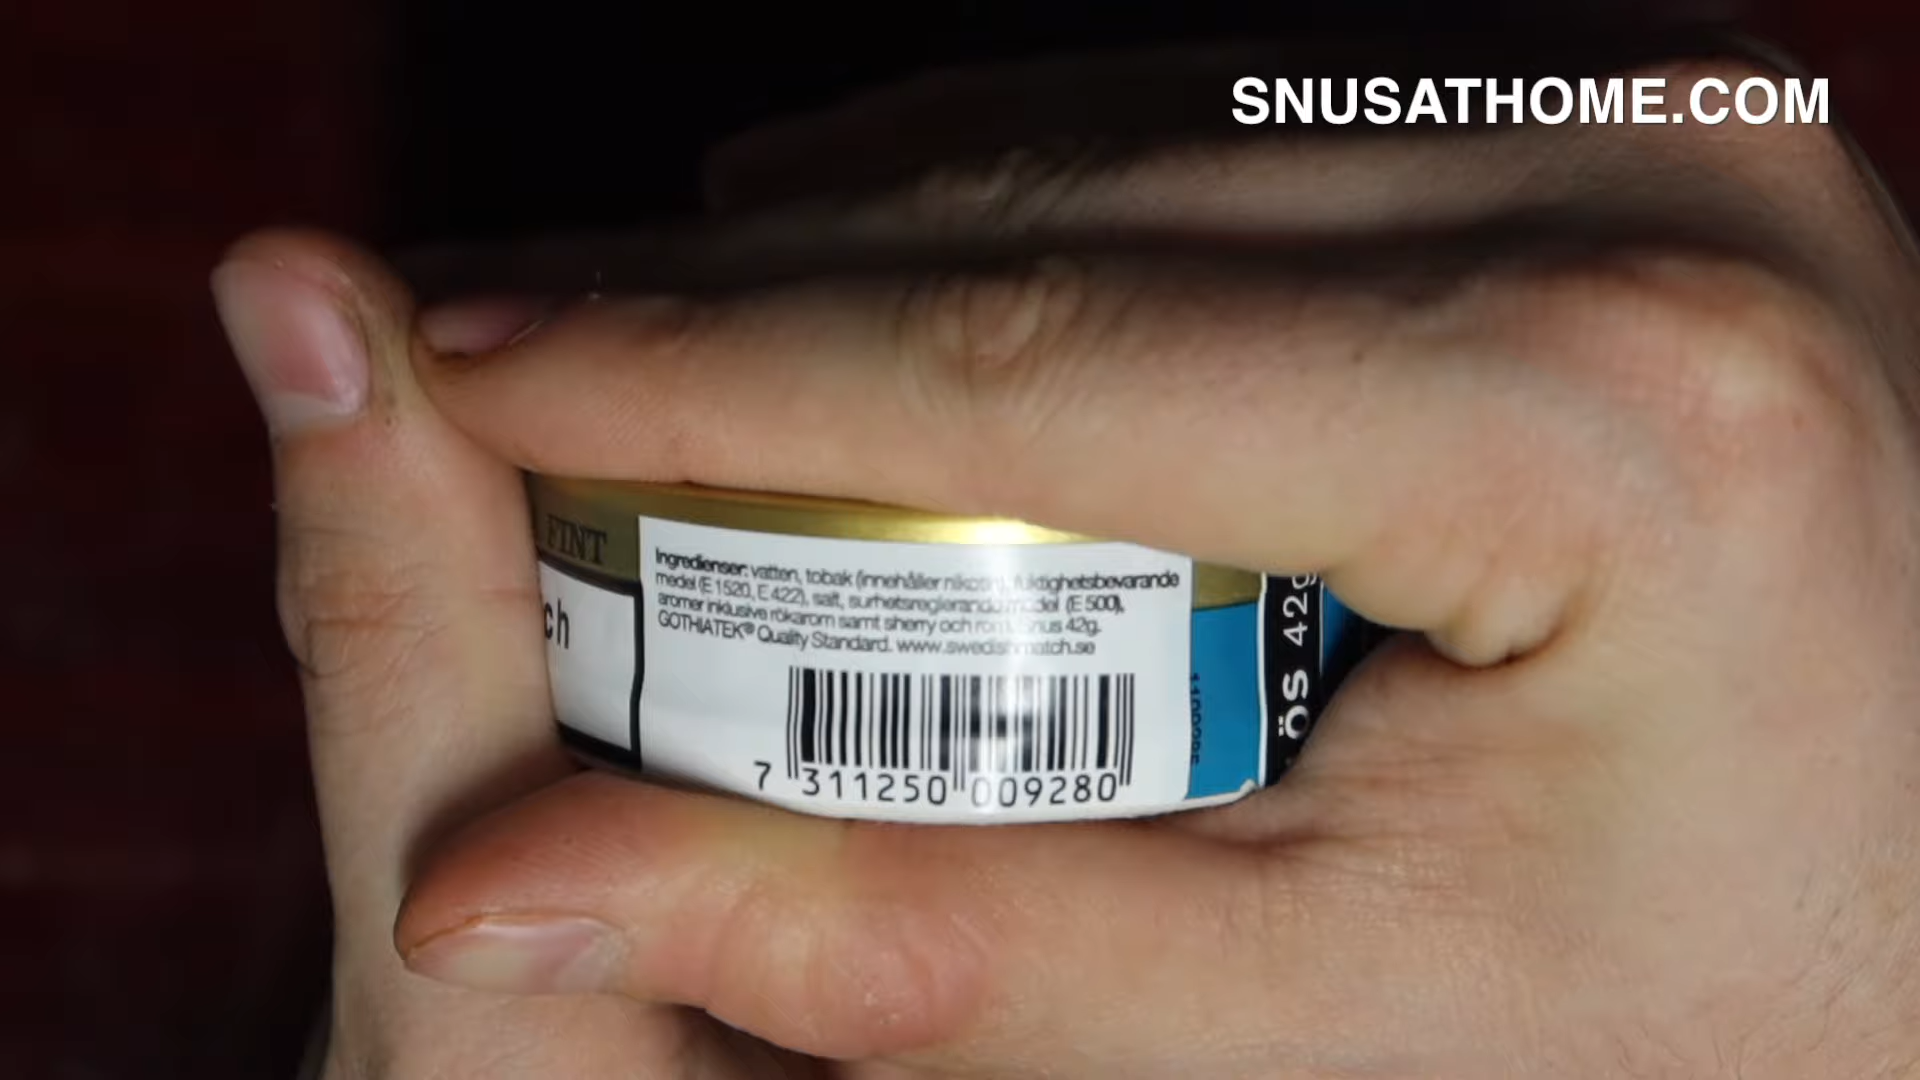 SNUSATHOME.COM
FINT
ch
Ingredienser: vatten, tobak (innehåller nikotin), fuktighetsbevarande
medel (E 1520, E 422), salt, surhetsreglerande medel (E 500),
aromer inklusive rökarom samt sherry och rom. Snus 42g.
GOTHIATEK® Quality Standard. www.swedishmatch.se
7 311250 009280
ÖS 42g